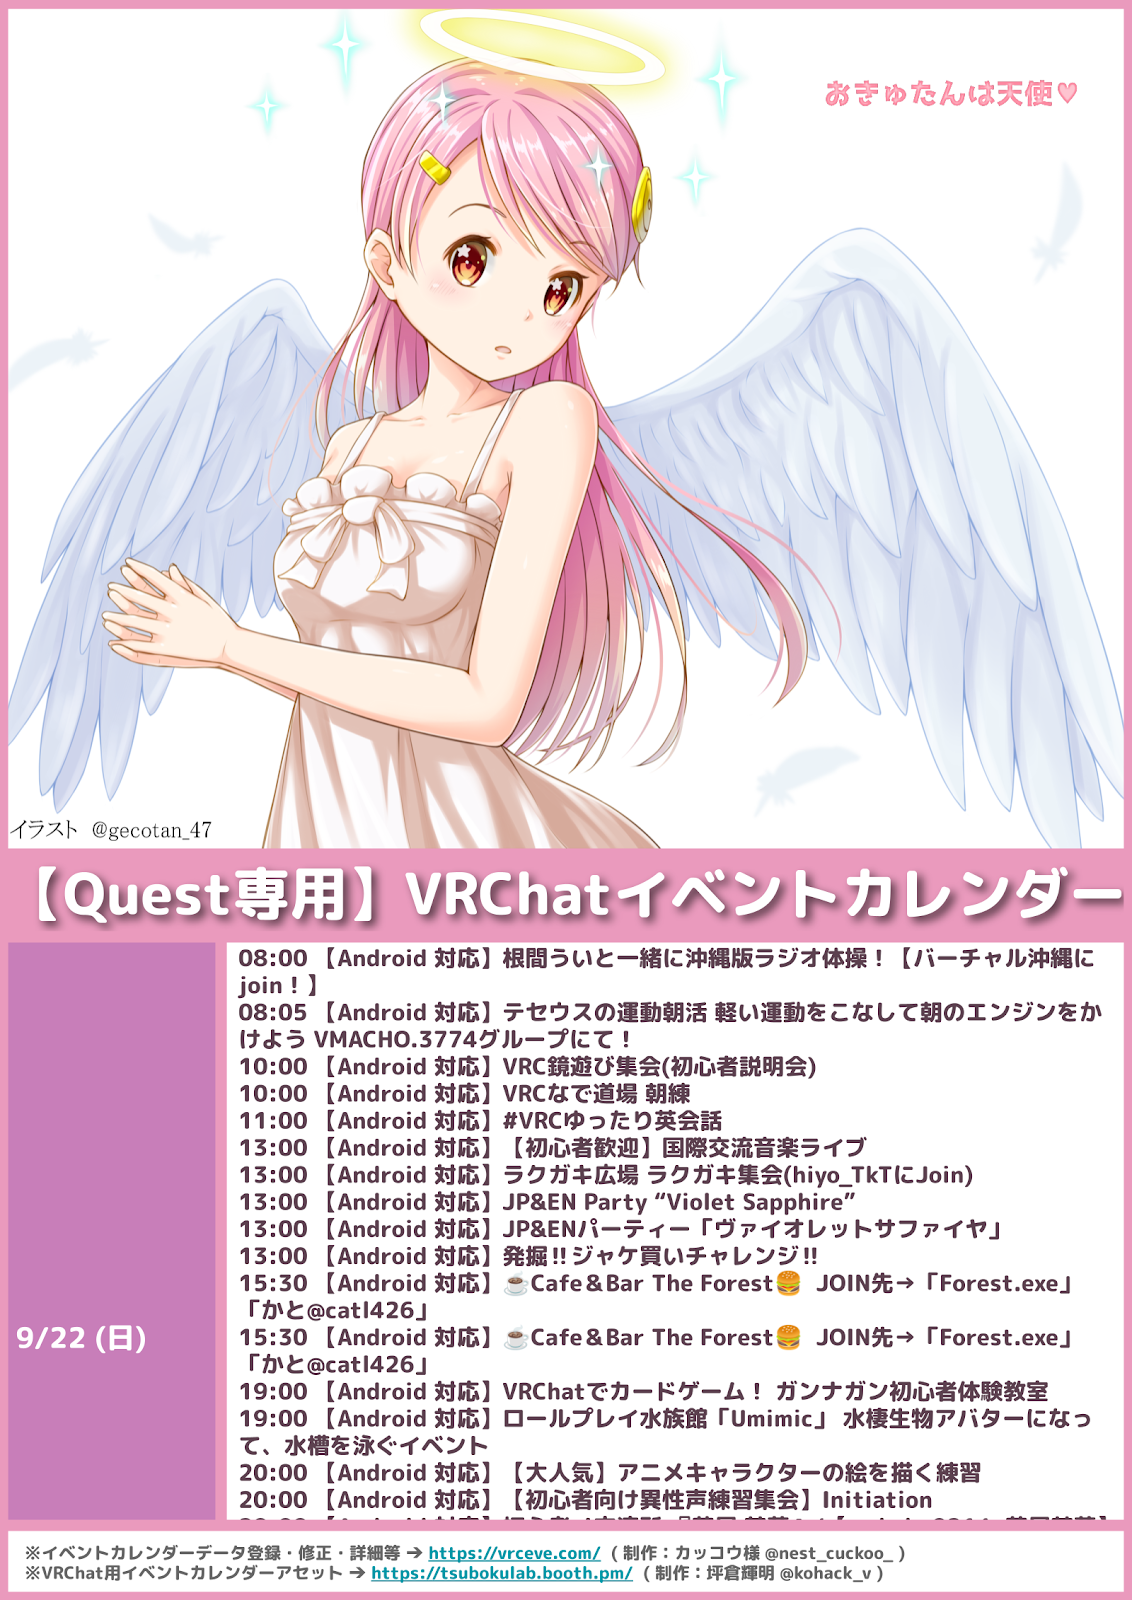 おきゅたんは天使♥
イラスト @gecotan_47
【Quest専用】VRChatイベントカレンダー
9/22 (日)
08:00 【Android 対応】根間ういと一緒に沖縄版ラジオ体操！【バーチャル沖縄に
join！】
08:05 【Android 対応】テセウスの運動朝活 軽い運動をこなして朝のエンジンをか
けよう VMACHO.3774グループにて！
10:00 【Android 対応】VRC鏡遊び集会(初心者説明会)
10:00 【Android 対応】VRCなで道場 朝練
11:00 【Android 対応】#VRCゆったり英会話
13:00 【Android 対応】【初心者歓迎】国際交流音楽ライブ
13:00 【Android 対応】ラクガキ広場 ラクガキ集会(hiyo_TkTにJoin)
13:00 【Android 対応】JP&EN Party “Violet Sapphire”
13:00 【Android 対応】JP&ENパーティー「ヴァイオレットサファイヤ」
13:00 【Android 対応】発掘!!ジャケ買いチャレンジ!!
15:30 【Android 対応】☕Cafe＆Bar The Forest🍔 JOIN先→「Forest.exe」
「かと@catl426」
15:30 【Android 対応】☕Cafe＆Bar The Forest🍔 JOIN先→「Forest.exe」
「かと@catl426」
19:00 【Android 対応】VRChatでカードゲーム！ ガンナガン初心者体験教室
19:00 【Android 対応】ロールプレイ水族館「Umimic」 水棲生物アバターになっ
て、水槽を泳ぐイベント
20:00 【Android 対応】【大人気】アニメキャラクターの絵を描く練習
20:00 【Android 対応】【初心者向け異性声練習集会】Initiation
※イベントカレンダーデータ登録・修正・詳細等 → https://vrceve.com/ ( 制作：カッコウ様 @nest_cuckoo_ )
※VRChat用イベントカレンダーアセット → https://tsubokulab.booth.pm/ ( 制作：坪倉輝明 @kohack_v )